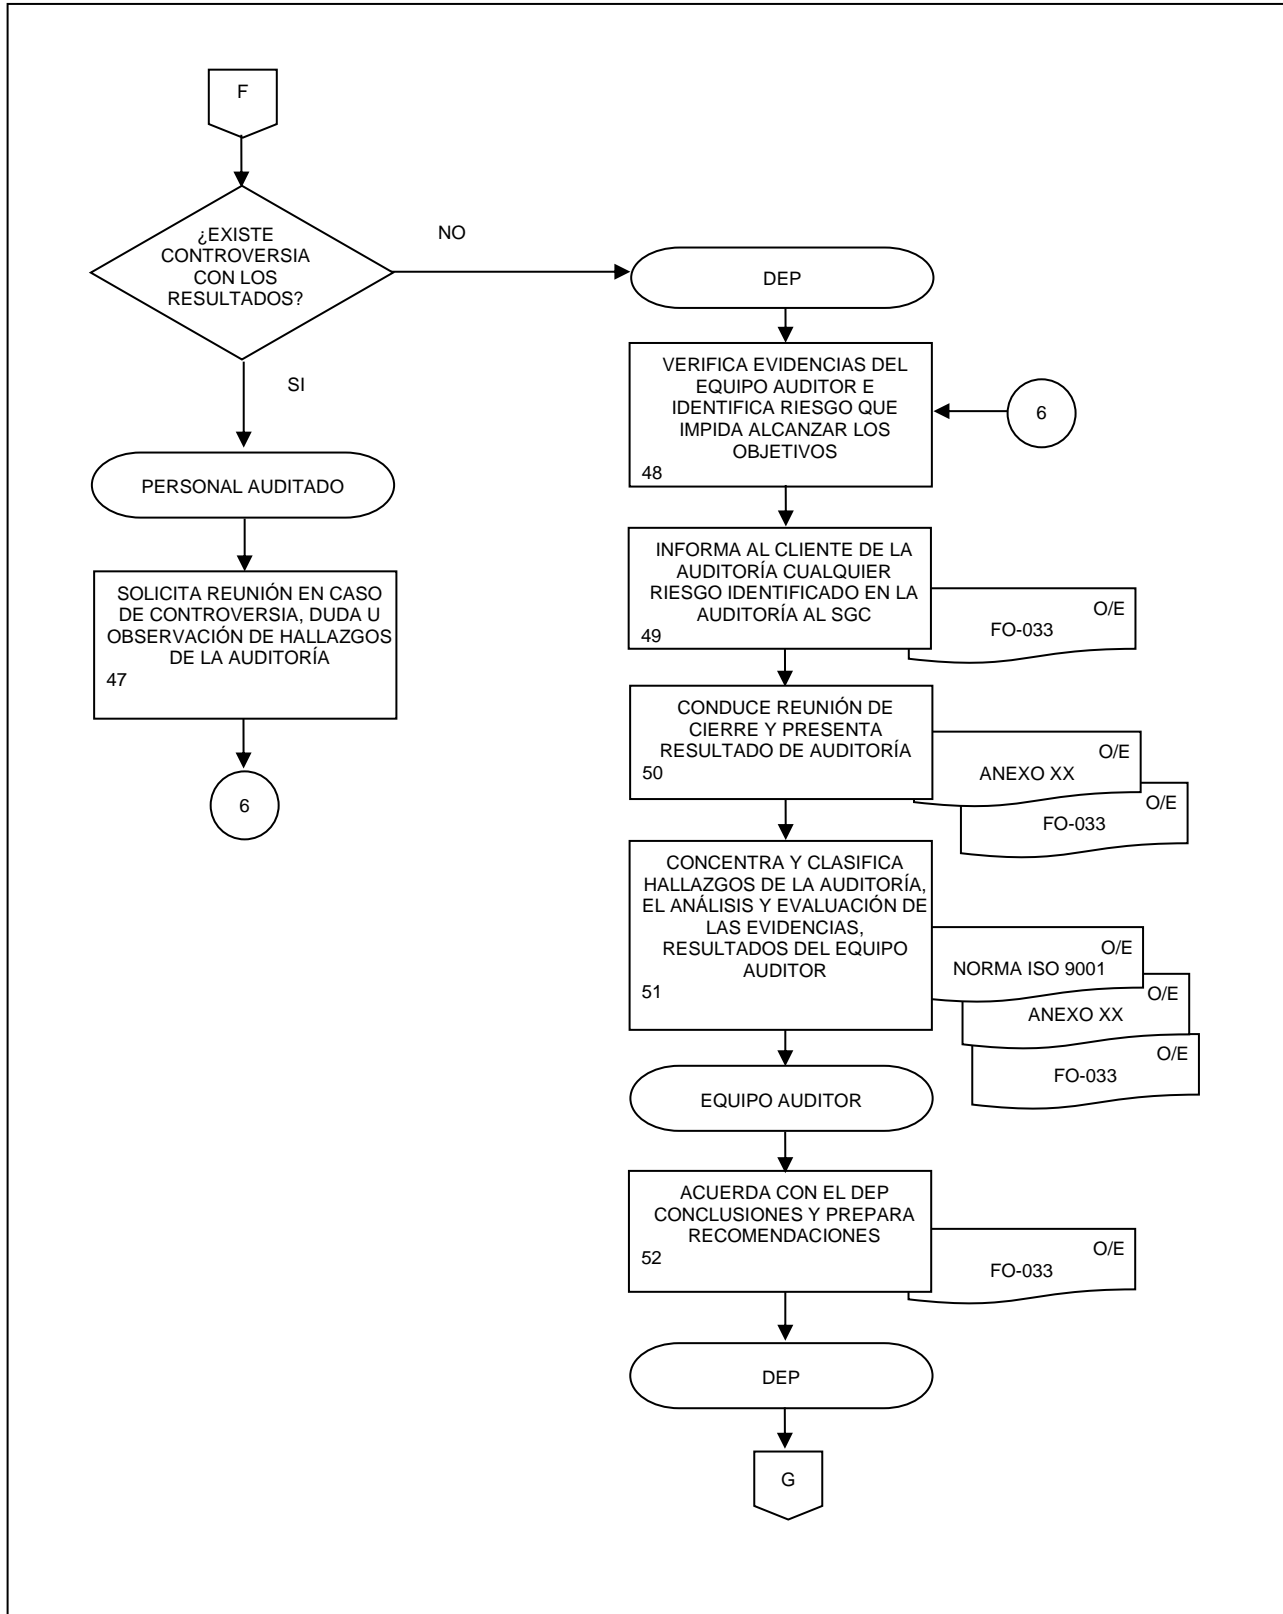 F
¿EXISTE
CONTROVERSIA
CON LOS
RESULTADOS?
NO
SI
PERSONAL AUDITADO
SOLICITA REUNIÓN EN CASO
DE CONTROVERSIA, DUDA U
OBSERVACIÓN DE HALLAZGOS
DE LA AUDITORÍA
47
6
DEP
VERIFICA EVIDENCIAS DEL
EQUIPO AUDITOR E
IDENTIFICA RIESGO QUE
IMPIDA ALCANZAR LOS
OBJETIVOS
48
6
INFORMA AL CLIENTE DE LA
AUDITORÍA CUALQUIER
RIESGO IDENTIFICADO EN LA
AUDITORÍA AL SGC
49
O/E
FO-033
CONDUCE REUNIÓN DE
CIERRE Y PRESENTA
RESULTADO DE AUDITORÍA
50
O/E
ANEXO XX
O/E
FO-033
CONCENTRA Y CLASIFICA
HALLAZGOS DE LA AUDITORÍA,
EL ANÁLISIS Y EVALUACIÓN DE
LAS EVIDENCIAS,
RESULTADOS DEL EQUIPO
AUDITOR
51
O/E
NORMA ISO 9001
O/E
ANEXO XX
O/E
FO-033
EQUIPO AUDITOR
ACUERDA CON EL DEP
CONCLUSIONES Y PREPARA
RECOMENDACIONES
52
O/E
FO-033
DEP
G